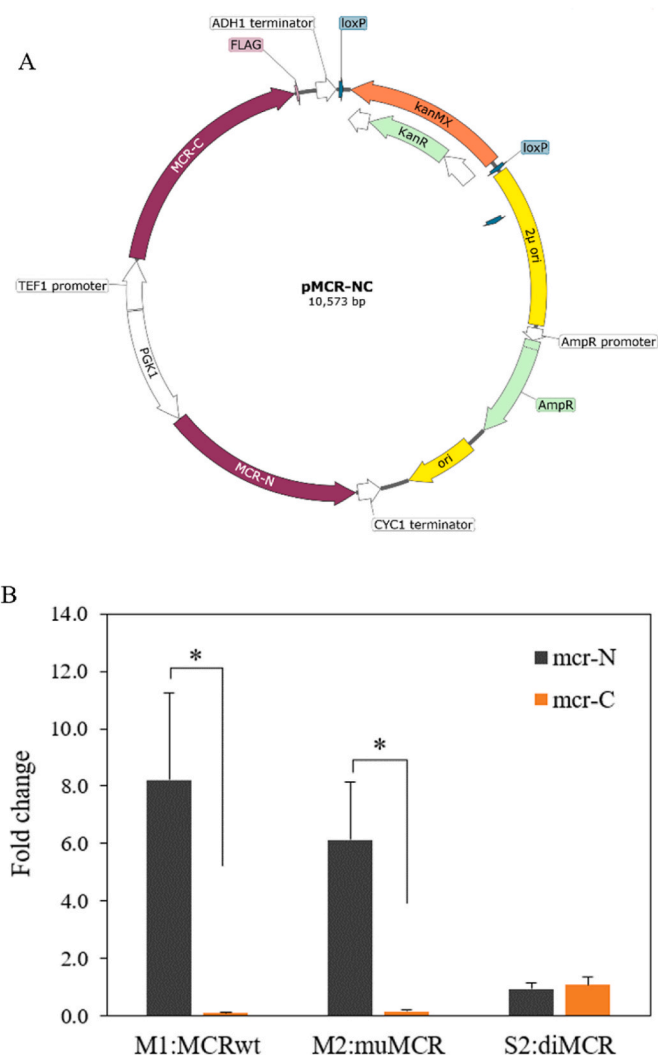 A
ADH1 terminator
loxP
FLAG
kanMX
KanR
loxP
MCR-C
2μ ori
TEF1 promoter
pMCR-NC
10,573 bp
AmpR promoter
PGK1
AmpR
MCR-N
ori
CYC1 terminator
B
14.0
12.0
10.0
8.0
6.0
4.0
2.0
0.0
Fold change
*
*
mcr-N
mcr-C
M1:MCRwt
M2:muMCR
S2:diMCR